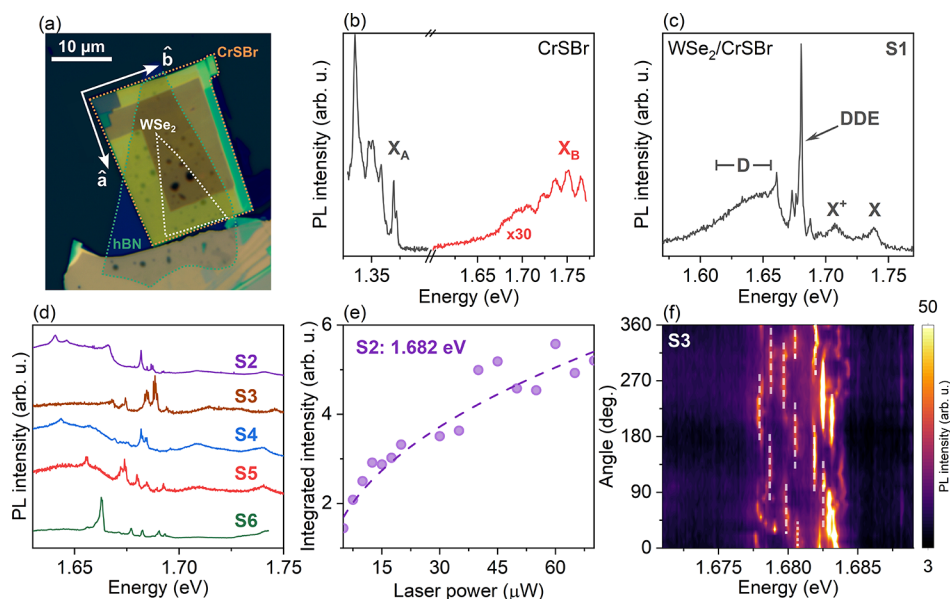 (a)
10 μm
b̂
CrSBr
WSe2
â
hBN
(b)
CrSBr
PL intensity (arb. u.)
XA
XB
x30
1.35
1.65
1.70
1.75
Energy (eV)
(c)
WSe2/CrSBr
S1
PL intensity (arb. u.)
DDE
D
X+
X
1.60
1.65
1.70
1.75
Energy (eV)
(d)
PL intensity (arb. u.)
S2
S3
S4
S5
S6
1.65
1.70
1.75
Energy (eV)
(e)
S2: 1.682 eV
Integrated intensity (arb. u.)
6
4
2
15
30
45
60
Laser power (μW)
(f)
S3
Angle (deg.)
360
270
180
90
0
1.675
1.680
1.685
Energy (eV)
50
PL intensity (arb. u.)
3